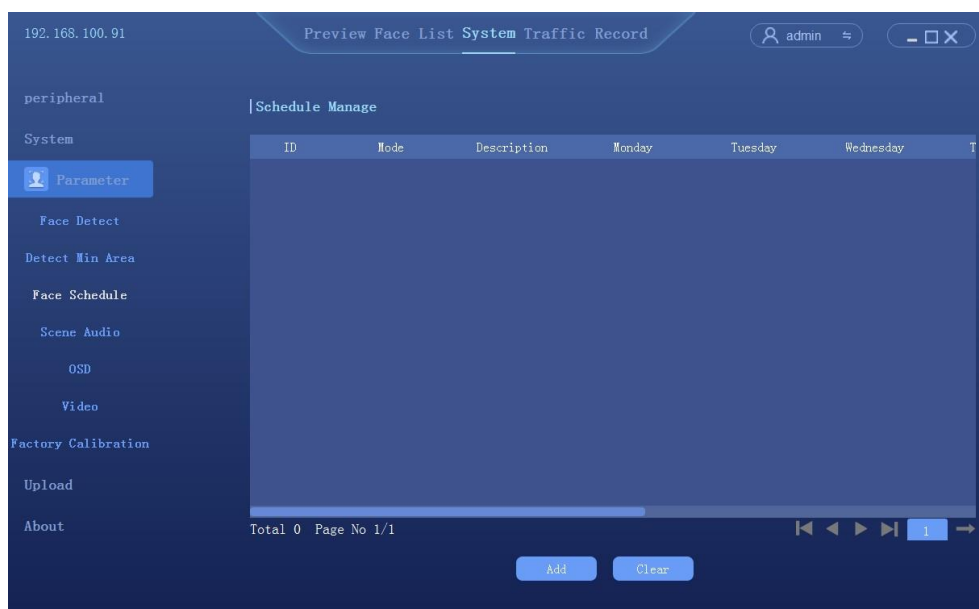 192.168.100.91
Preview Face List System Traffic Record
admin
peripheral
System
Parameter
Face Detect
Detect Min Area
Face Schedule
Scene Audio
OSD
Video
Factory Calibration
Upload
About
Schedule Manage
ID Mode Description Monday Tuesday Wednesday T
Total 0 Page No 1/1
1
Add Clear